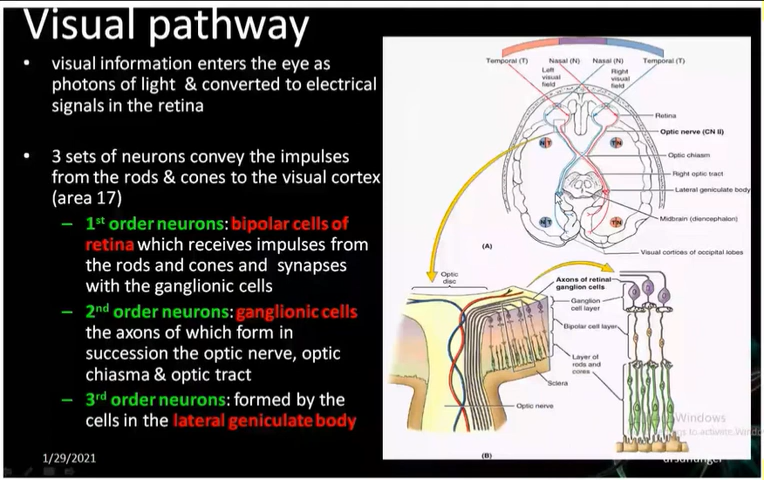 Visual pathway
• visual information enters the eye as
photons of light & converted to electrical
signals in the retina
• 3 sets of neurons convey the impulses
from the rods & cones to the visual cortex
(area 17)
– 1st order neurons: bipolar cells of
retina which receives impulses from
the rods and cones and synapses
with the ganglionic cells
– 2nd order neurons: ganglionic cells
the axons of which form in
succession the optic nerve, optic
chiasma & optic tract
– 3rd order neurons: formed by the
cells in the lateral geniculate body
1/29/2021
Temporal (T)
Nasal (N)
Nasal (N)
Temporal (T)
Left
visual
field
Right
visual
field
Retina
Optic nerve (CN II)
Optic chiasm
Right optic tract
Lateral geniculate body
Midbrain (diencephalon)
Visual cortices of occipital lobes
N T
T N
N T
T N
(A)
Optic
disc
Axons of retinal
ganglion cells
Ganglion
cell layer
Bipolar cell layer
Layer of
rods and
cones
Sclera
Optic nerve
(B)
Windows